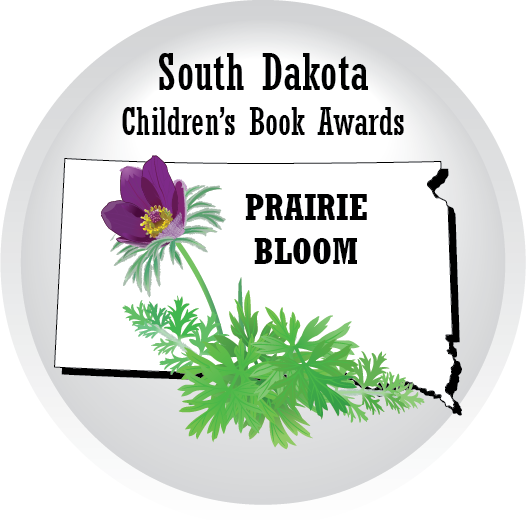 South Dakota
Children's Book Awards
PRAIRIE
BLOOM